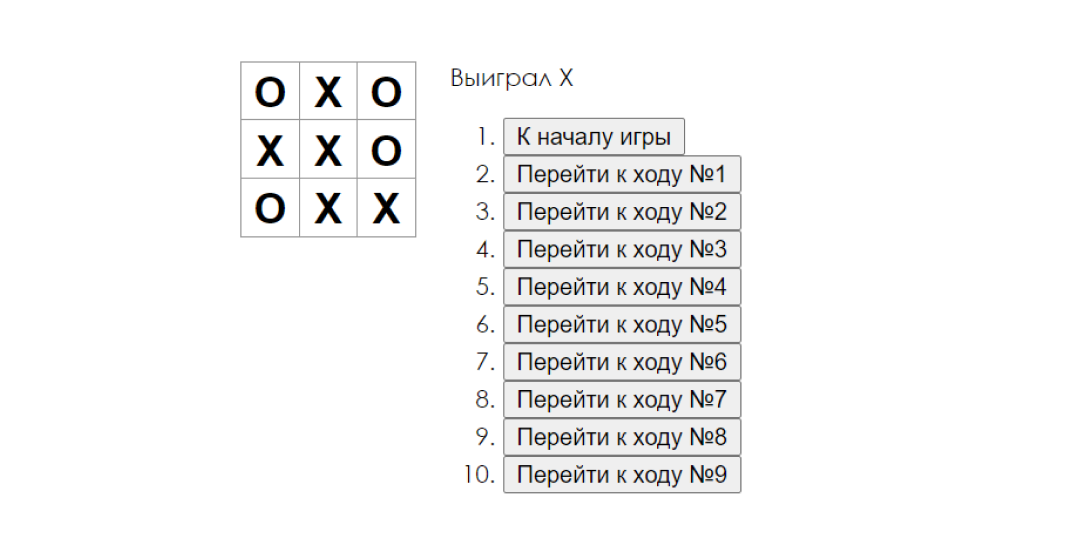 O X O
X X O
O X X
Выиграл X
1. К началу игры
2. Перейти к ходу №1
3. Перейти к ходу №2
4. Перейти к ходу №3
5. Перейти к ходу №4
6. Перейти к ходу №5
7. Перейти к ходу №6
8. Перейти к ходу №7
9. Перейти к ходу №8
10. Перейти к ходу №9